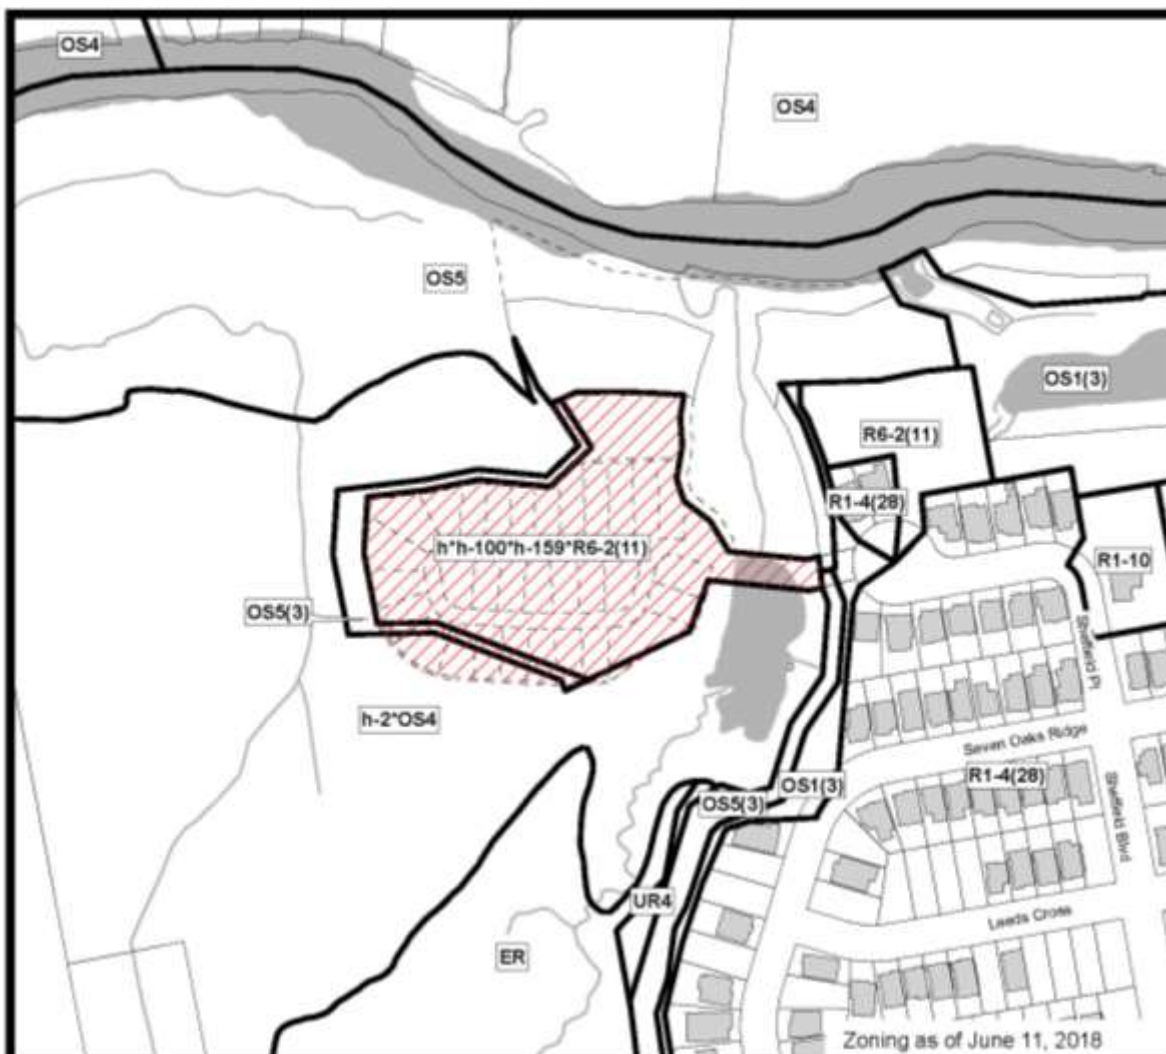 OS4
OS4
OS5
OS1(3)
R6-2(11)
R1-4(28)
h*h-100*h-159*R6-2(11)
R1-10
OS5(3)
Sheffield Pl
h-2*OS4
Seven Oaks Ridge
R1-4(28)
OS1(3)
OS5(3)
Sheffield Blvd
UR4
Leeds Cross
ER
Zoning as of June 11, 2018